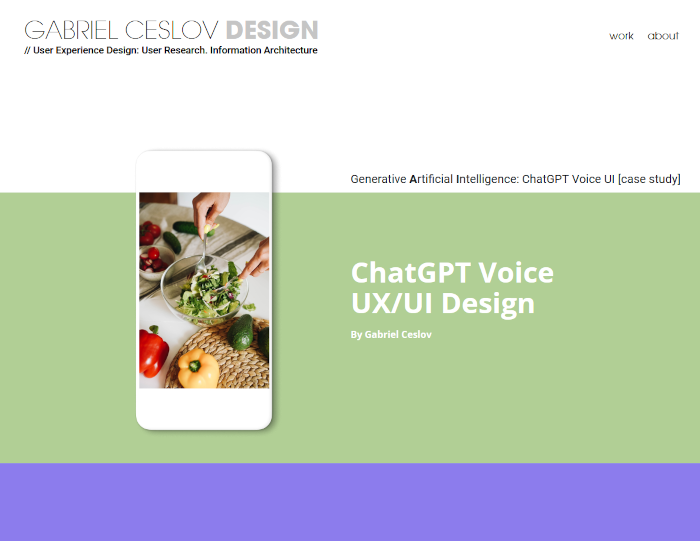 GABRIEL CESLOV DESIGN
// User Experience Design: User Research. Information Architecture
work about
Generative Artificial Intelligence: ChatGPT Voice UI [case study]
ChatGPT Voice
UX/UI Design
By Gabriel Ceslov